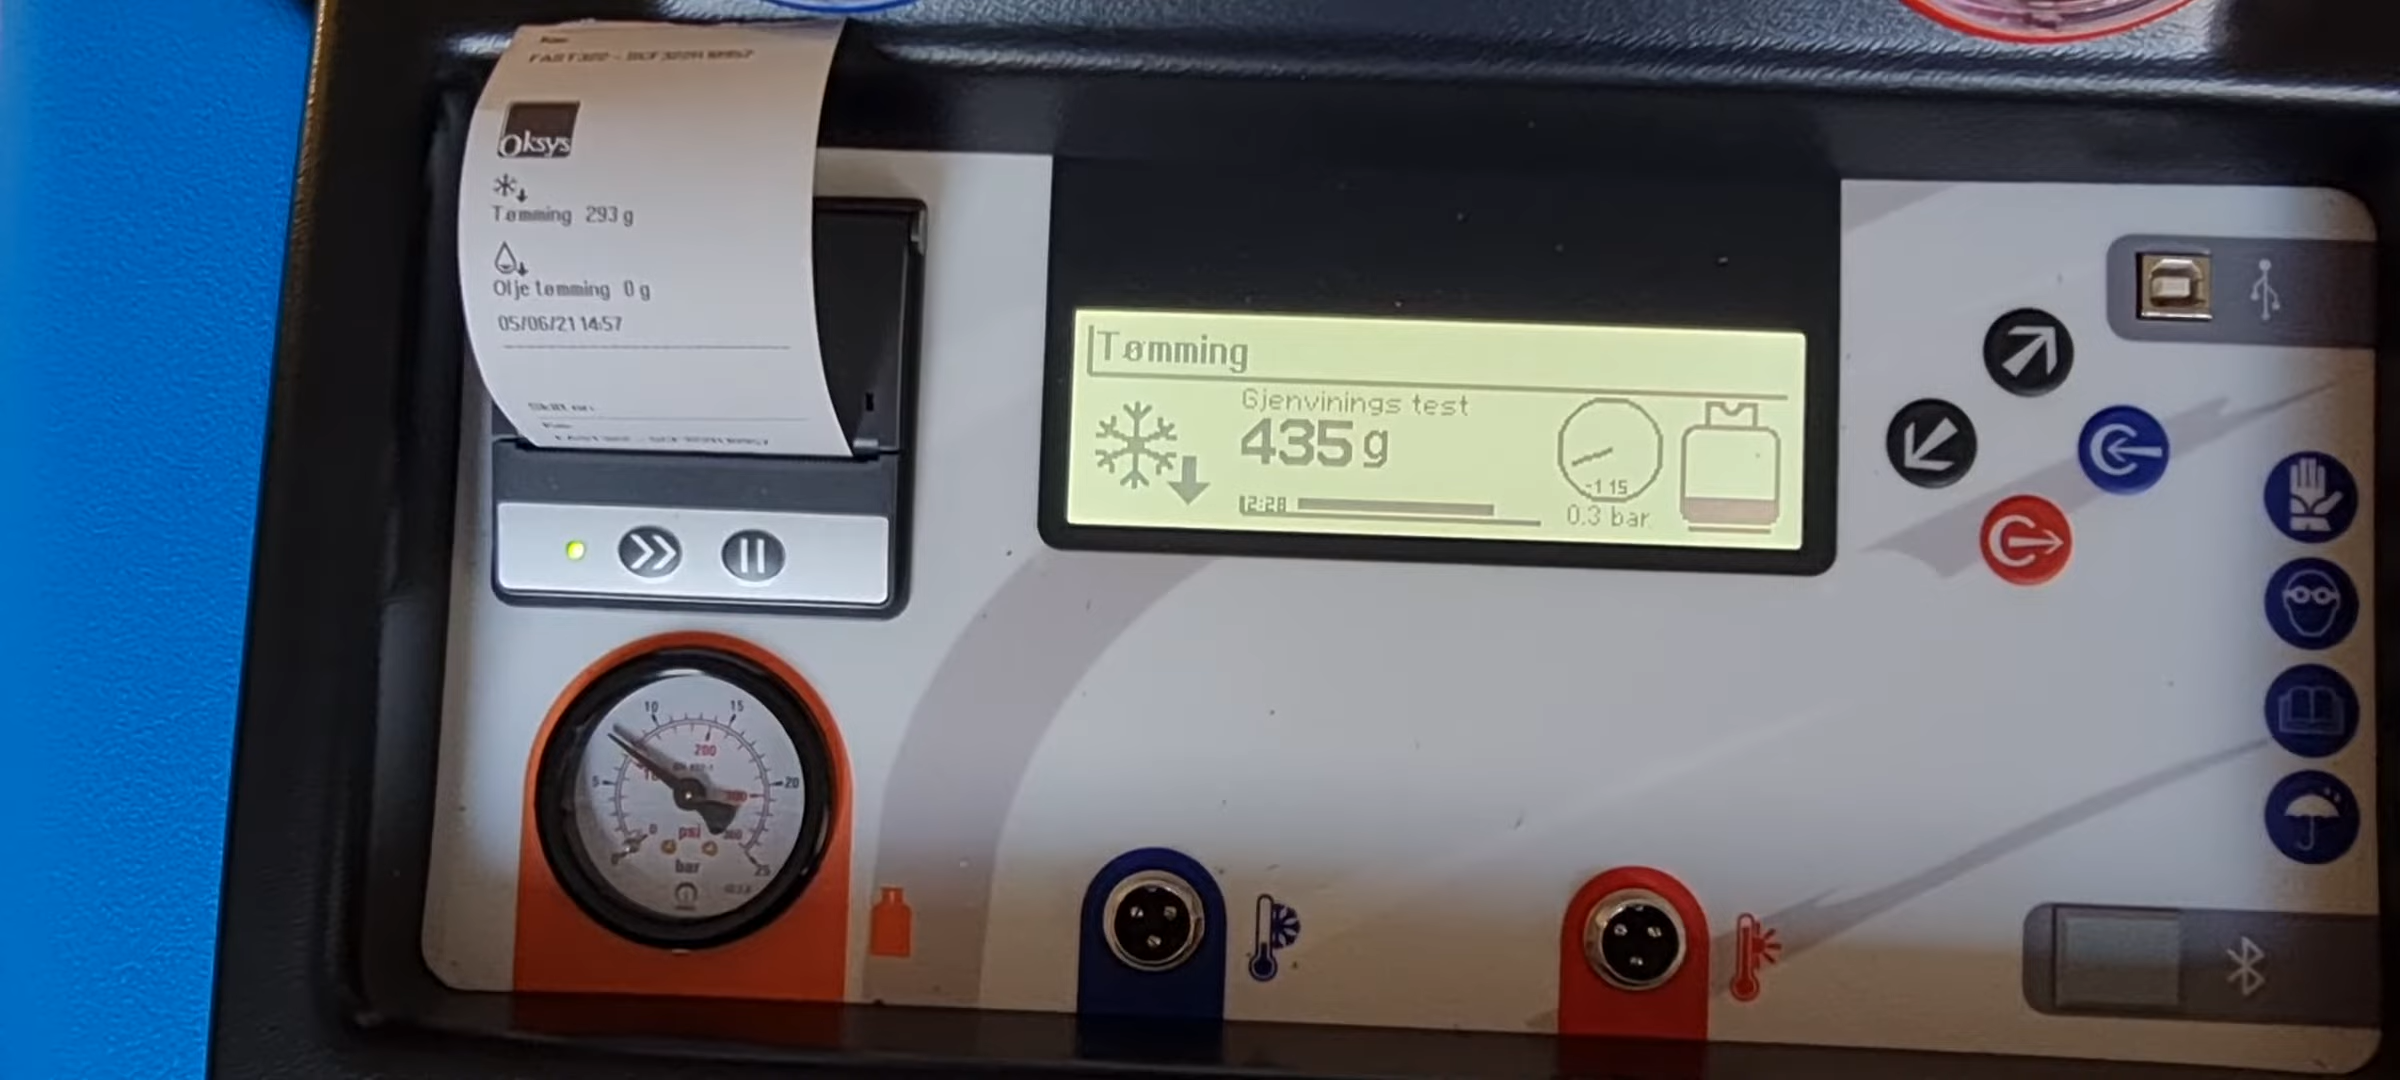 Oksys
Tømming 293 g
Olje tømming 0 g
05/06/21 14:57
Tømming
Gjenvinings test
435 g
12:28
-1 15
0.3 bar
5
10
15
20
25
0
200
300
psi
bar